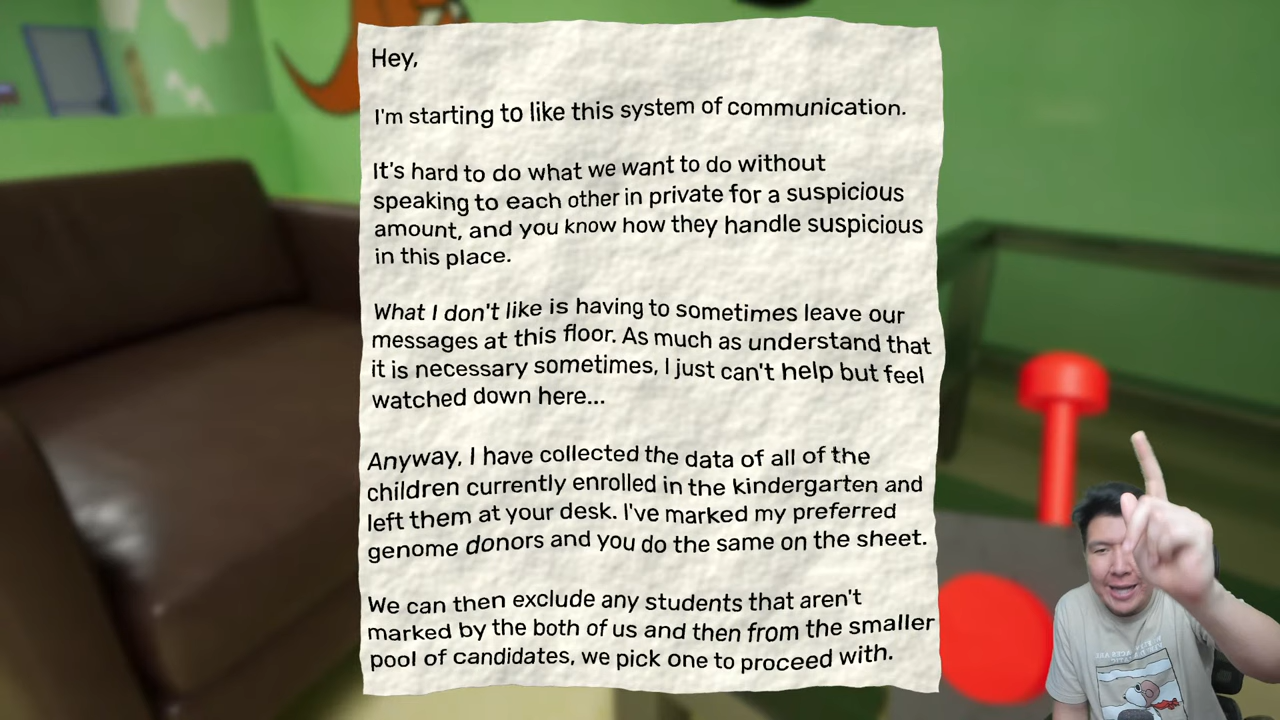 Hey,
I'm starting to like this system of communication.
It's hard to do what we want to do without
speaking to each other in private for a suspicious
amount, and you know how they handle suspicious
in this place.
What I don't like is having to sometimes leave our
messages at this floor. As much as understand that
it is necessary sometimes, I just can't help but feel
watched down here...
Anyway, I have collected the data of all of the
children currently enrolled in the kindergarten and
left them at your desk. I've marked my preferred
genome donors and you do the same on the sheet.
We can then exclude any students that aren't
marked by the both of us and then from the smaller
pool of candidates, we pick one to proceed with.